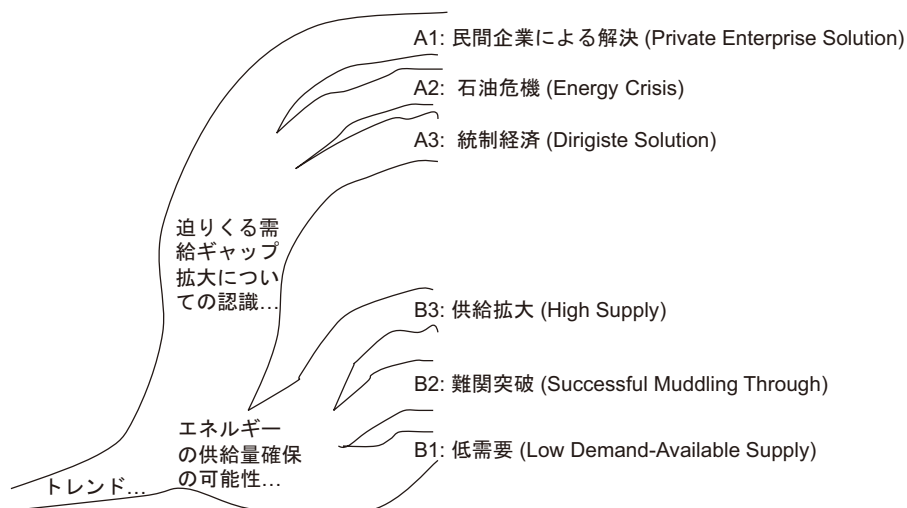 A1: 民間企業による解決 (Private Enterprise Solution)
A2: 石油危機 (Energy Crisis)
A3: 統制経済 (Dirigiste Solution)
迫りくる需
給ギャップ
拡大につい
ての認識…
B3: 供給拡大 (High Supply)
B2: 難関突破 (Successful Muddling Through)
エネルギー
の供給量確保
の可能性…
B1: 低需要 (Low Demand-Available Supply)
トレンド…